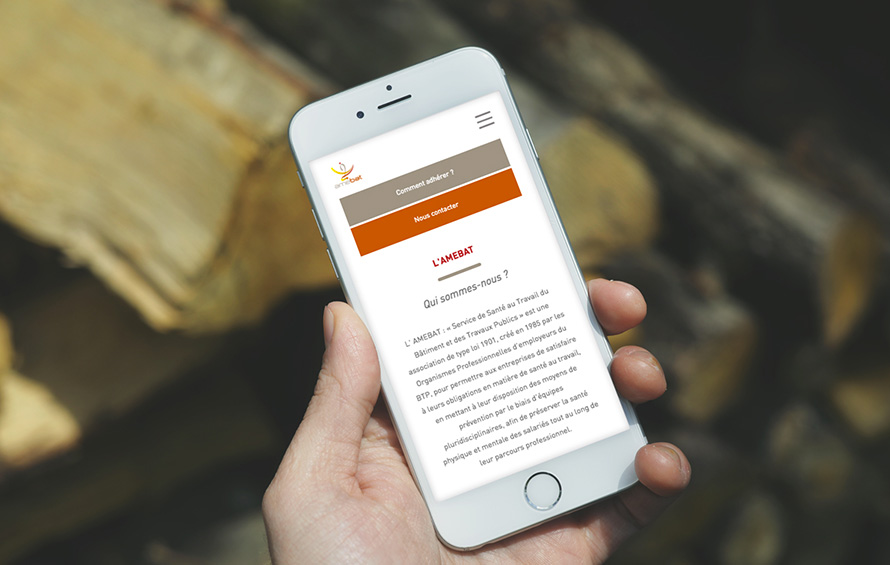 amebat
Comment adhérer ?
Nous contacter
L'AMEBAT
Qui sommes-nous ?
L' AMEBAT : « Service de Santé au Travail du
Bâtiment et des Travaux Publics » est une
association de type loi 1901, créé en 1985 par les
Organismes Professionnelles d'employeurs du
BTP, pour permettre aux entreprises de satisfaire
à leurs obligations en matière de santé au travail,
en mettant à leur disposition des moyens de
prévention par le biais d'équipes
pluridisciplinaires, afin de préserver la santé
physique et mentale des salariés tout au long de
leur parcours professionnel.